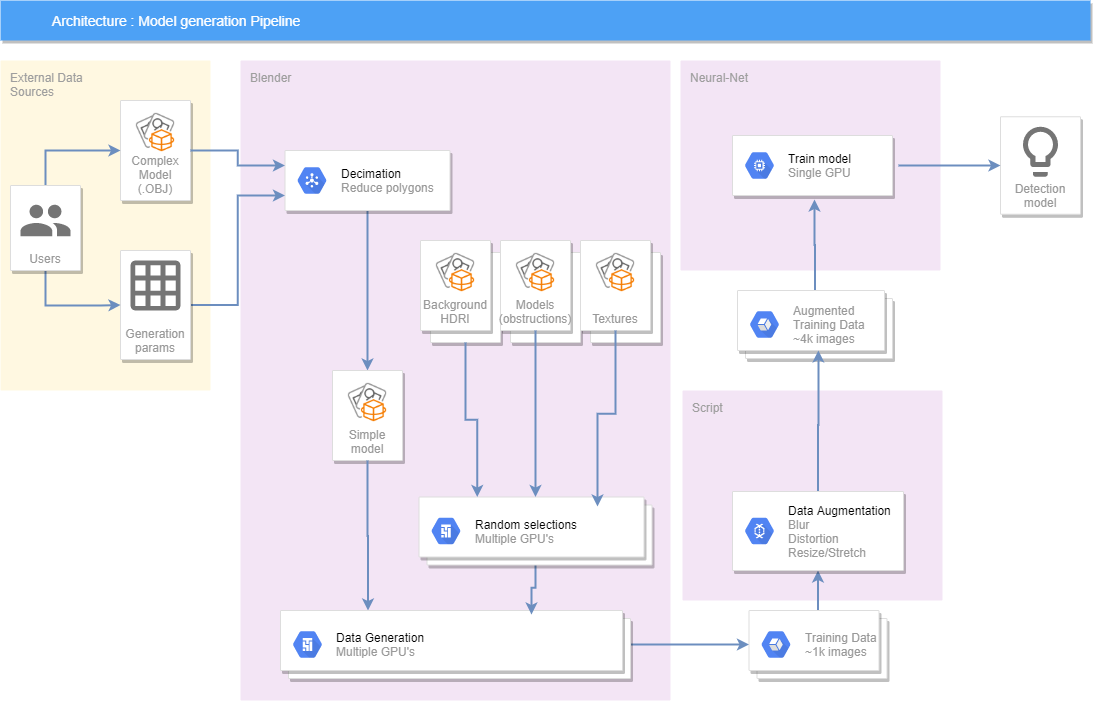 Architecture : Model generation Pipeline
External Data
Sources
Complex
Model
(.OBJ)
Users
Generation
params
Blender
Decimation
Reduce polygons
Background
HDRI
Models
(obstructions)
Textures
Simple
model
Random selections
Multiple GPU's
Data Generation
Multiple GPU's
Neural-Net
Train model
Single GPU
Detection
model
Augmented
Training Data
~4k images
Script
Data Augmentation
Blur
Distortion
Resize/Stretch
Training Data
~1k images